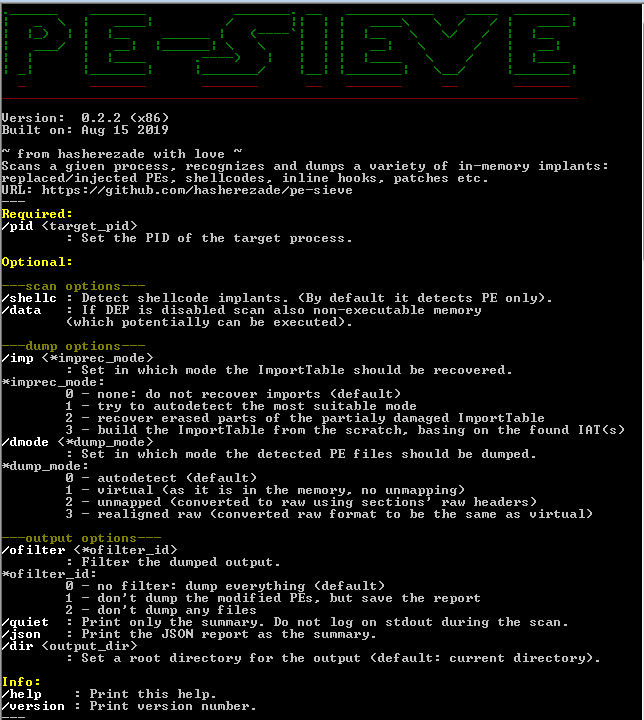 PE-SIEVE
Version:  0.2.2 (x86)
Built on: Aug 15 2019
~ from hasherezade with love ~
Scans a given process, recognizes and dumps a variety of in-memory implants:
replaced/injected PEs, shellcodes, inline hooks, patches etc.
URL: https://github.com/hasherezade/pe-sieve
---
Required:
/pid <target_pid>
        : Set the PID of the target process.
Optional:
---scan options---
/shellc : Detect shellcode implants. (By default it detects PE only).
/data   : If DEP is disabled scan also non-executable memory
        (which potentially can be executed).
---dump options---
/imp <*imprec_mode>
        : Set in which mode the ImportTable should be recovered.
*imprec_mode:
        0 - none: do not recover imports (default)
        1 - try to autodetect the most suitable mode
        2 - recover erased parts of the partialy damaged ImportTable
        3 - build the ImportTable from the scratch, basing on the found IAT(s)
/dmode <*dump_mode>
        : Set in which mode the detected PE files should be dumped.
*dump_mode:
        0 - autodetect (default)
        1 - virtual (as it is in the memory, no unmapping)
        2 - unmapped (converted to raw using sections' raw headers)
        3 - realigned raw (converted raw format to be the same as virtual)
---output options---
/ofilter <*ofilter_id>
        : Filter the dumped output.
*ofilter_id:
        0 - no filter: dump everything (default)
        1 - don't dump the modified PEs, but save the report
        2 - don't dump any files
/quiet  : Print only the summary. Do not log on stdout during the scan.
/json   : Print the JSON report as the summary.
/dir <output_dir>
        : Set a root directory for the output (default: current directory).
Info:
/help    : Print this help.
/version : Print version number.
---